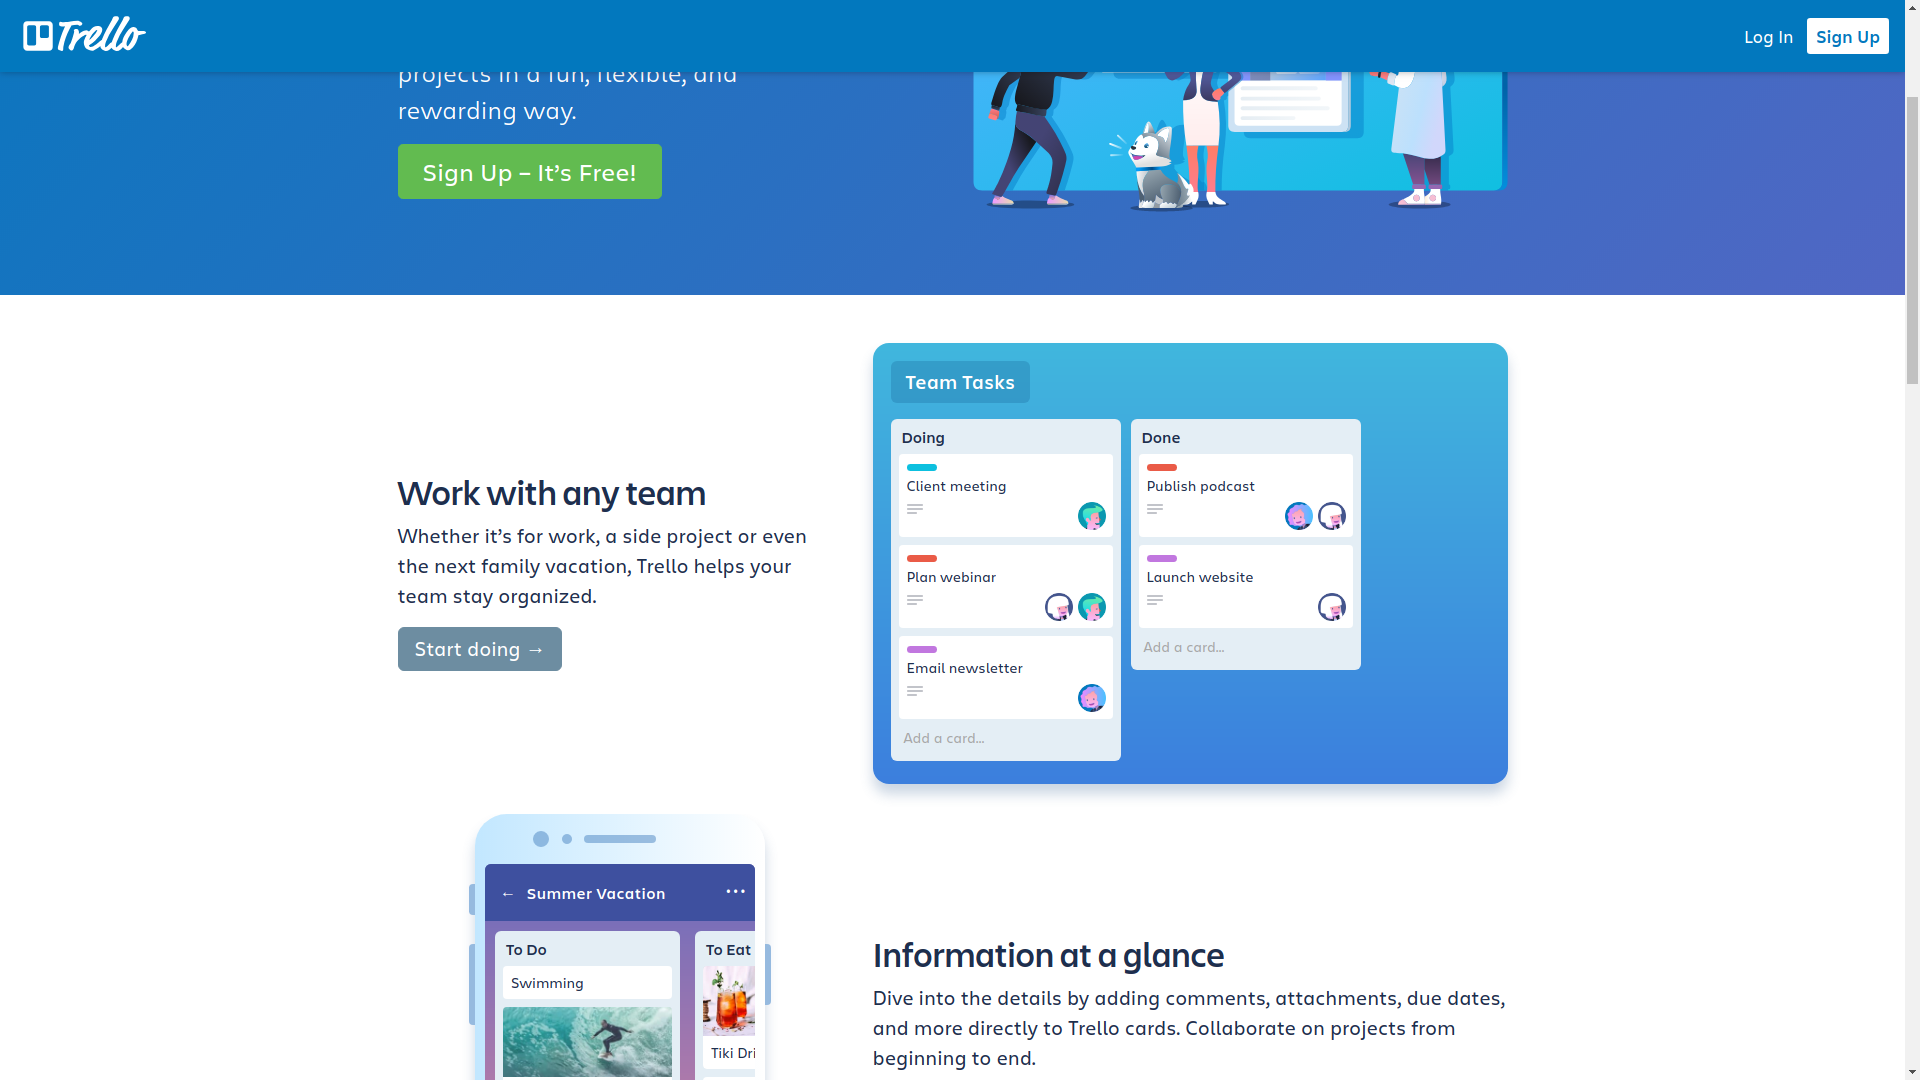 Trello
Log In
Sign Up
projects in a fun, flexible, and
rewarding way.
Sign Up – It’s Free!
Work with any team
Whether it’s for work, a side project or even
the next family vacation, Trello helps your
team stay organized.
Start doing →
Team Tasks
Doing
Client meeting
Plan webinar
Email newsletter
Add a card...
Done
Publish podcast
Launch website
Add a card...
← Summer Vacation
To Do
Swimming
To Eat
Tiki Dri
Information at a glance
Dive into the details by adding comments, attachments, due dates,
and more directly to Trello cards. Collaborate on projects from
beginning to end.